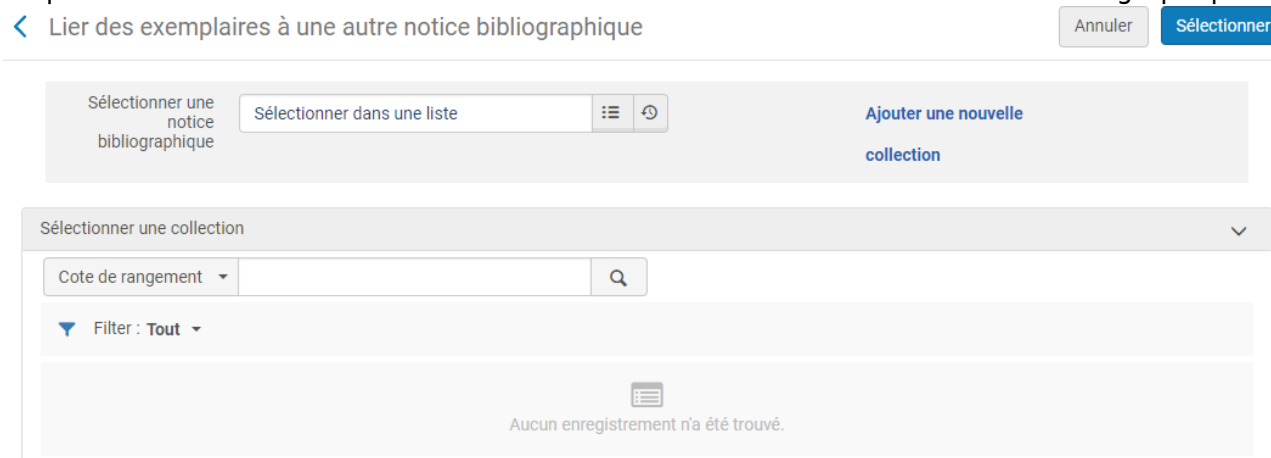 Lier des exemplaires à une autre notice bibliographique
Annuler
Sélectionner
Sélectionner une
notice
bibliographique
Sélectionner dans une liste
Ajouter une nouvelle
collection
Sélectionner une collection
Cote de rangement
Filter : Tout
Aucun enregistrement n'a été trouvé.